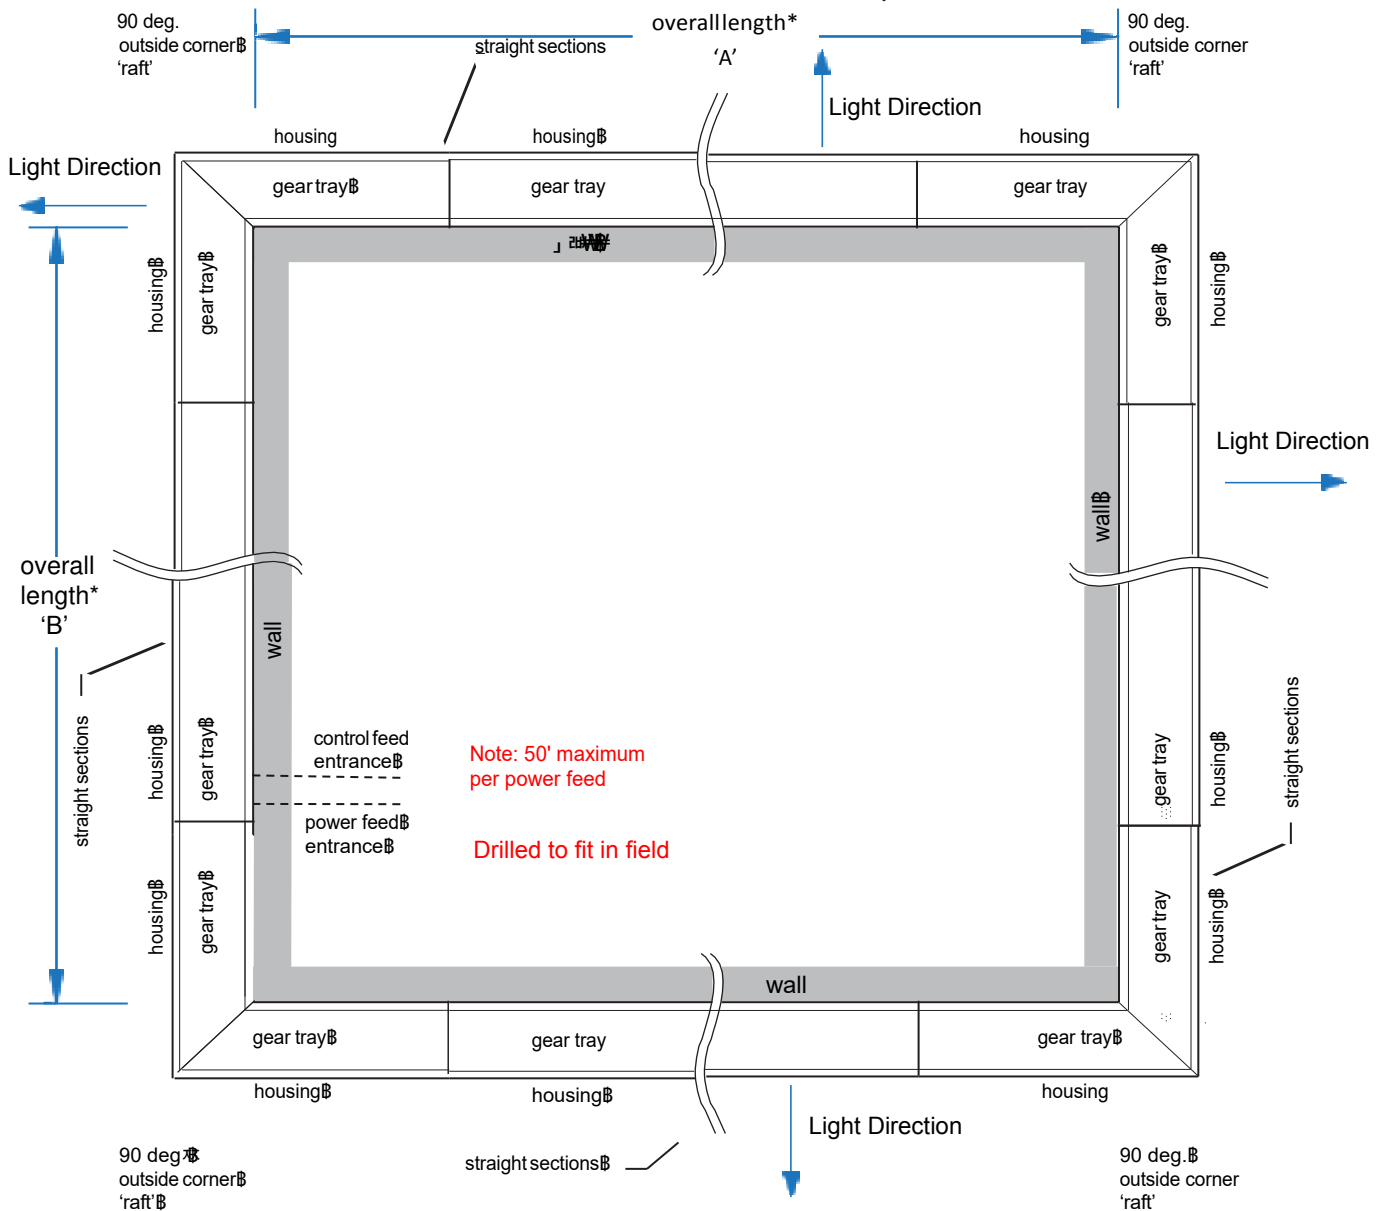 90 deg.
outside corner฿
'raft'
straight sections
overall length*
'A'
90 deg.
outside corner
'raft'
Light Direction
housing
housing฿
housing
Light Direction
gear tray฿
gear tray
gear tray
housing฿
gear tray฿
gear tray฿
housing฿
Light Direction
wall฿
overall
length*
'B'
wall
straight sections
housing฿
gear tray฿
control feed
entrance฿
Note: 50' maximum
per power feed
power feed฿
entrance฿
Drilled to fit in field
gear tray
housing฿
straight sections
housing฿
gear tray฿
gear tray
housing฿
wall
gear tray฿
gear tray
gear tray฿
housing฿
housing฿
housing
Light Direction
90 deg
outside corner฿
'raft'฿
straight sections฿
90 deg.฿
outside corner
'raft'